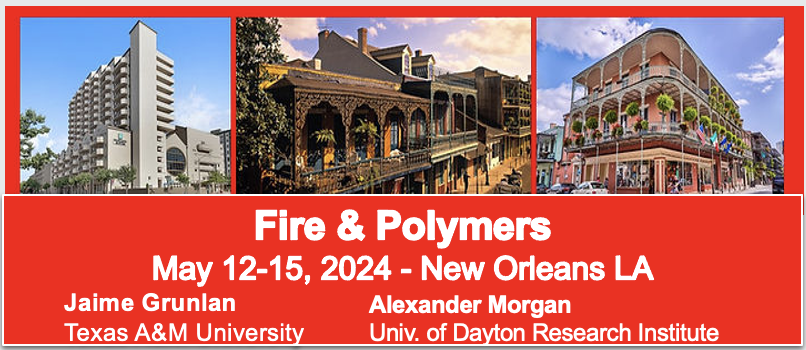 Fire & Polymers
May 12-15, 2024 - New Orleans LA
Jaime Grunlan
Alexander Morgan
Texas A&M University
Univ. of Dayton Research Institute